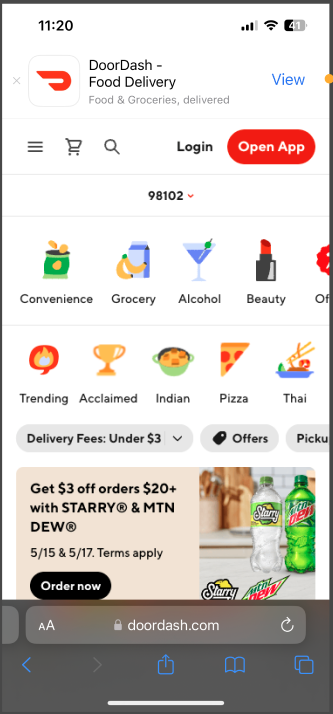 11:20
41
DoorDash -
Food Delivery
Food & Groceries, delivered
View
Login
Open App
98102
Convenience
Grocery
Alcohol
Beauty
Of
Trending
Acclaimed
Indian
Pizza
Thai
Delivery Fees: Under $3
Offers
Picku
Get $3 off orders $20+
with STARRY® & MTN
DEW®
5/15 & 5/17. Terms apply
Order now
Starry
mtn
DEW
Starry
mtn
DEW
AA
doordash.com